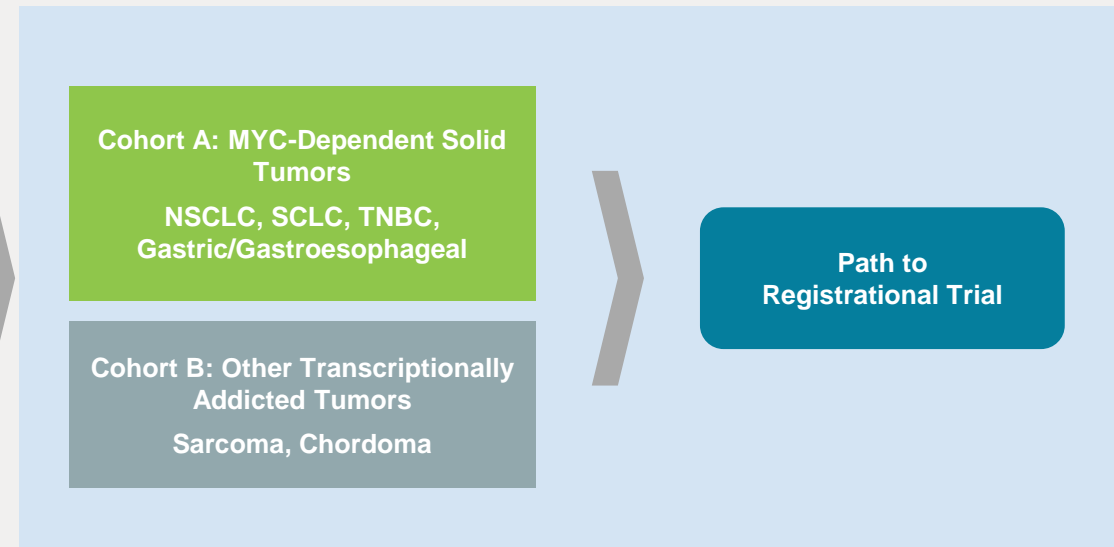 Cohort A: MYC-Dependent Solid
Tumors
NSCLC, SCLC, TNBC,
Gastric/Gastroesophageal
Cohort B: Other Transcriptionally
Addicted Tumors
Sarcoma, Chordoma
Path to
Registrational Trial